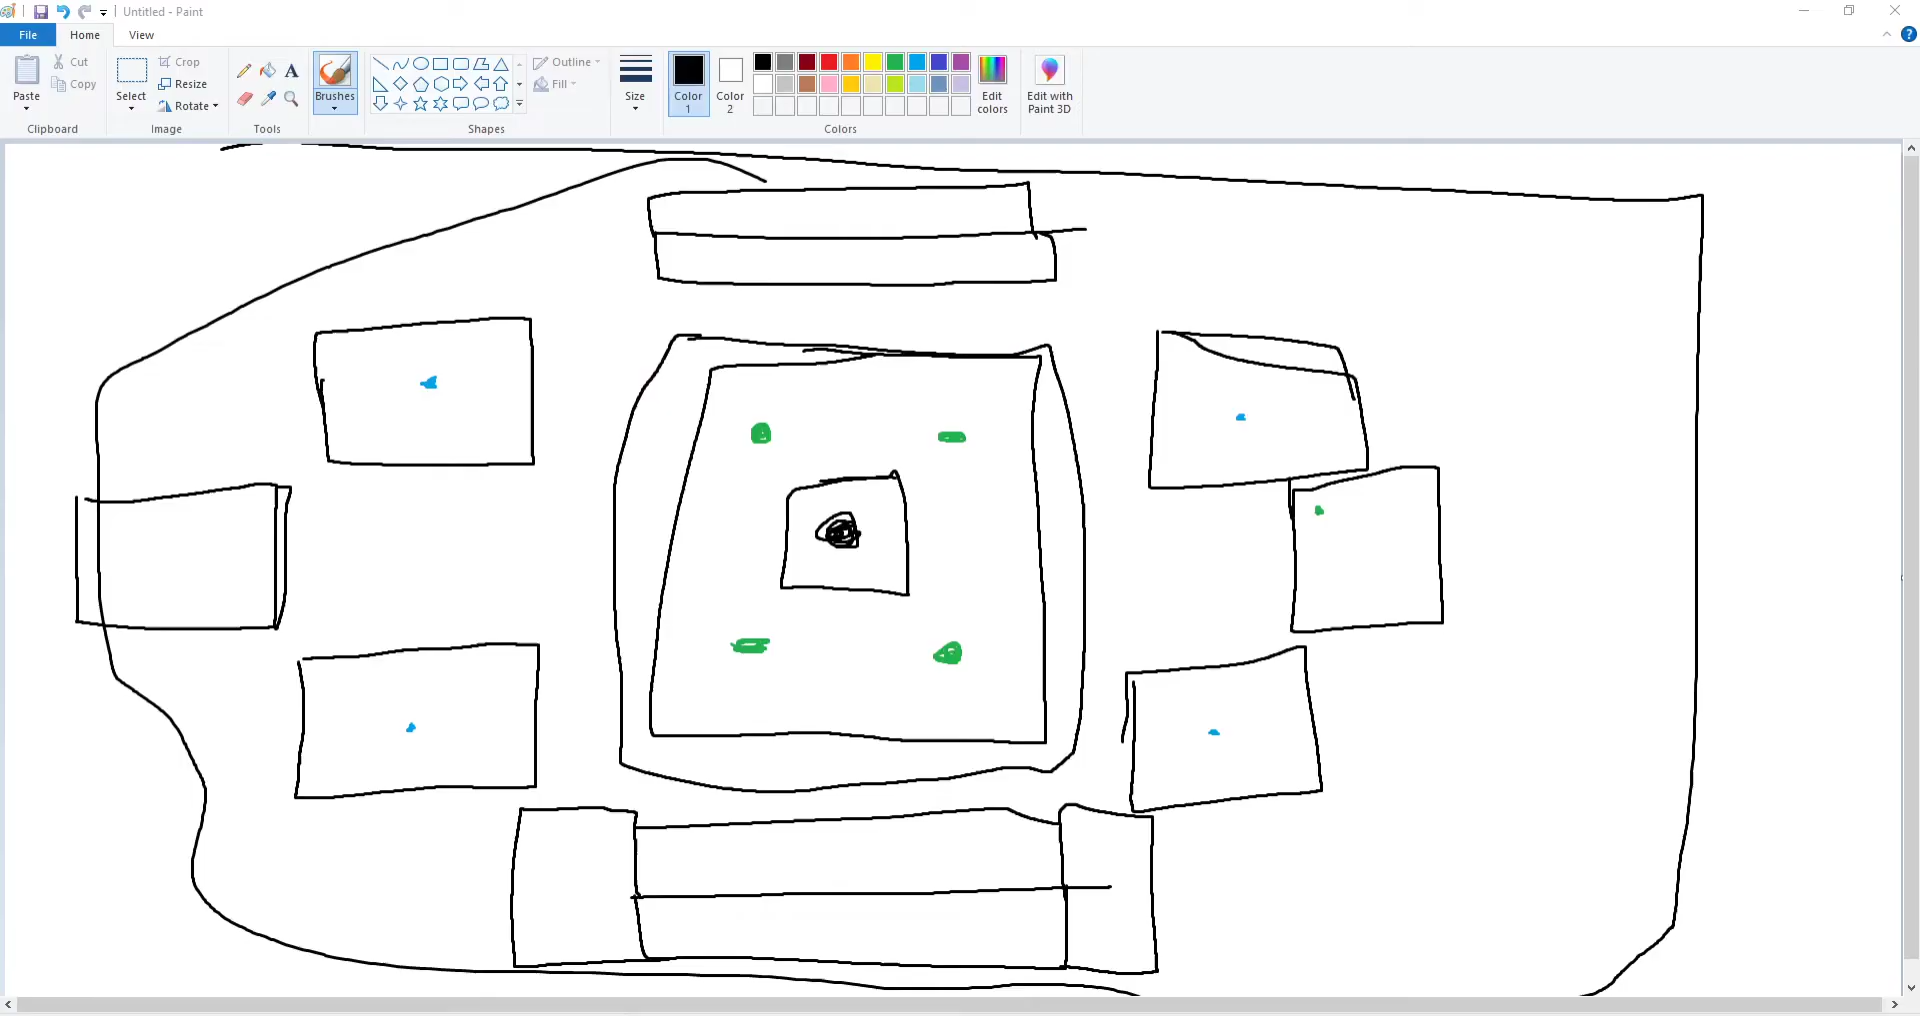 Untitled - Paint
File Home View
Cut Crop Outline
Copy Resize Fill
Paste Select Rotate A Brushes Size Color 1 Color 2 Edit colors Edit with Paint 3D
Clipboard Image Tools Shapes Colors